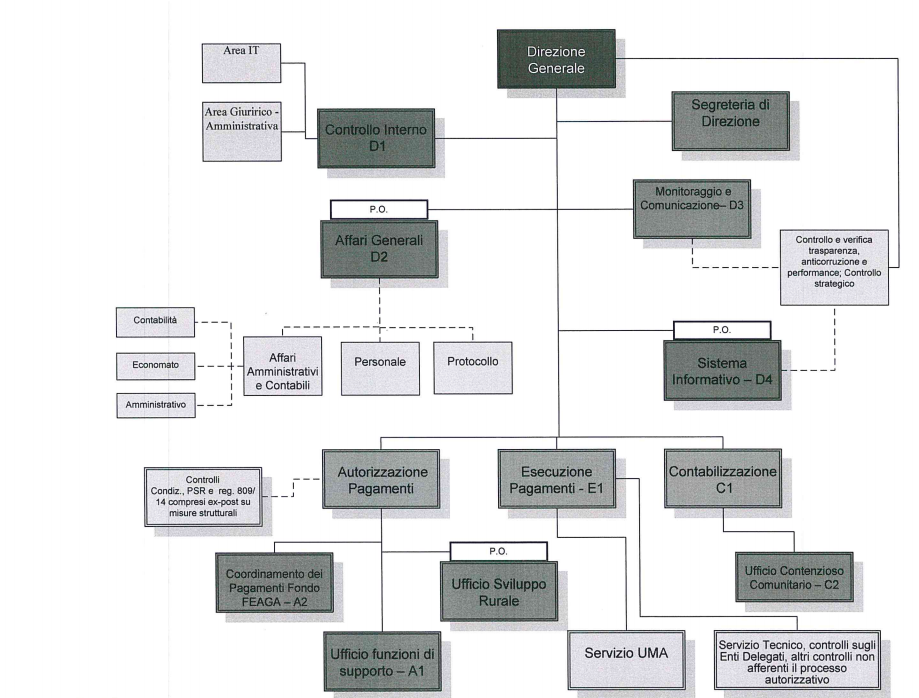 Direzione
Generale
Area IT
Segreteria di
Direzione
Area Giuririco -
Amministrativa
Controllo Interno
D1
Monitoraggio e
Comunicazione– D3
P.O.
Affari Generali
D2
Controllo e verifica
trasparenza,
anticorruzione e
performance; Controllo
strategico
Contabilità
Economato
Amministrativo
Affari
Amministrativi
e Contabili
Personale
Protocollo
P.O.
Sistema
Informativo – D4
Autorizzazione
Pagamenti
Esecuzione
Pagamenti - E1
Contabilizzazione
C1
Controlli
Condiz., PSR e reg. 809/
14 compresi ex-post su
misure strutturali
Coordinamento dei
Pagamenti Fondo
FEAGA – A2
P.O.
Ufficio Sviluppo
Rurale
Ufficio Contenzioso
Comunitario – C2
Ufficio funzioni di
supporto – A1
Servizio UMA
Servizio Tecnico, controlli sugli
Enti Delegati, altri controlli non
afferenti il processo
autorizzativo